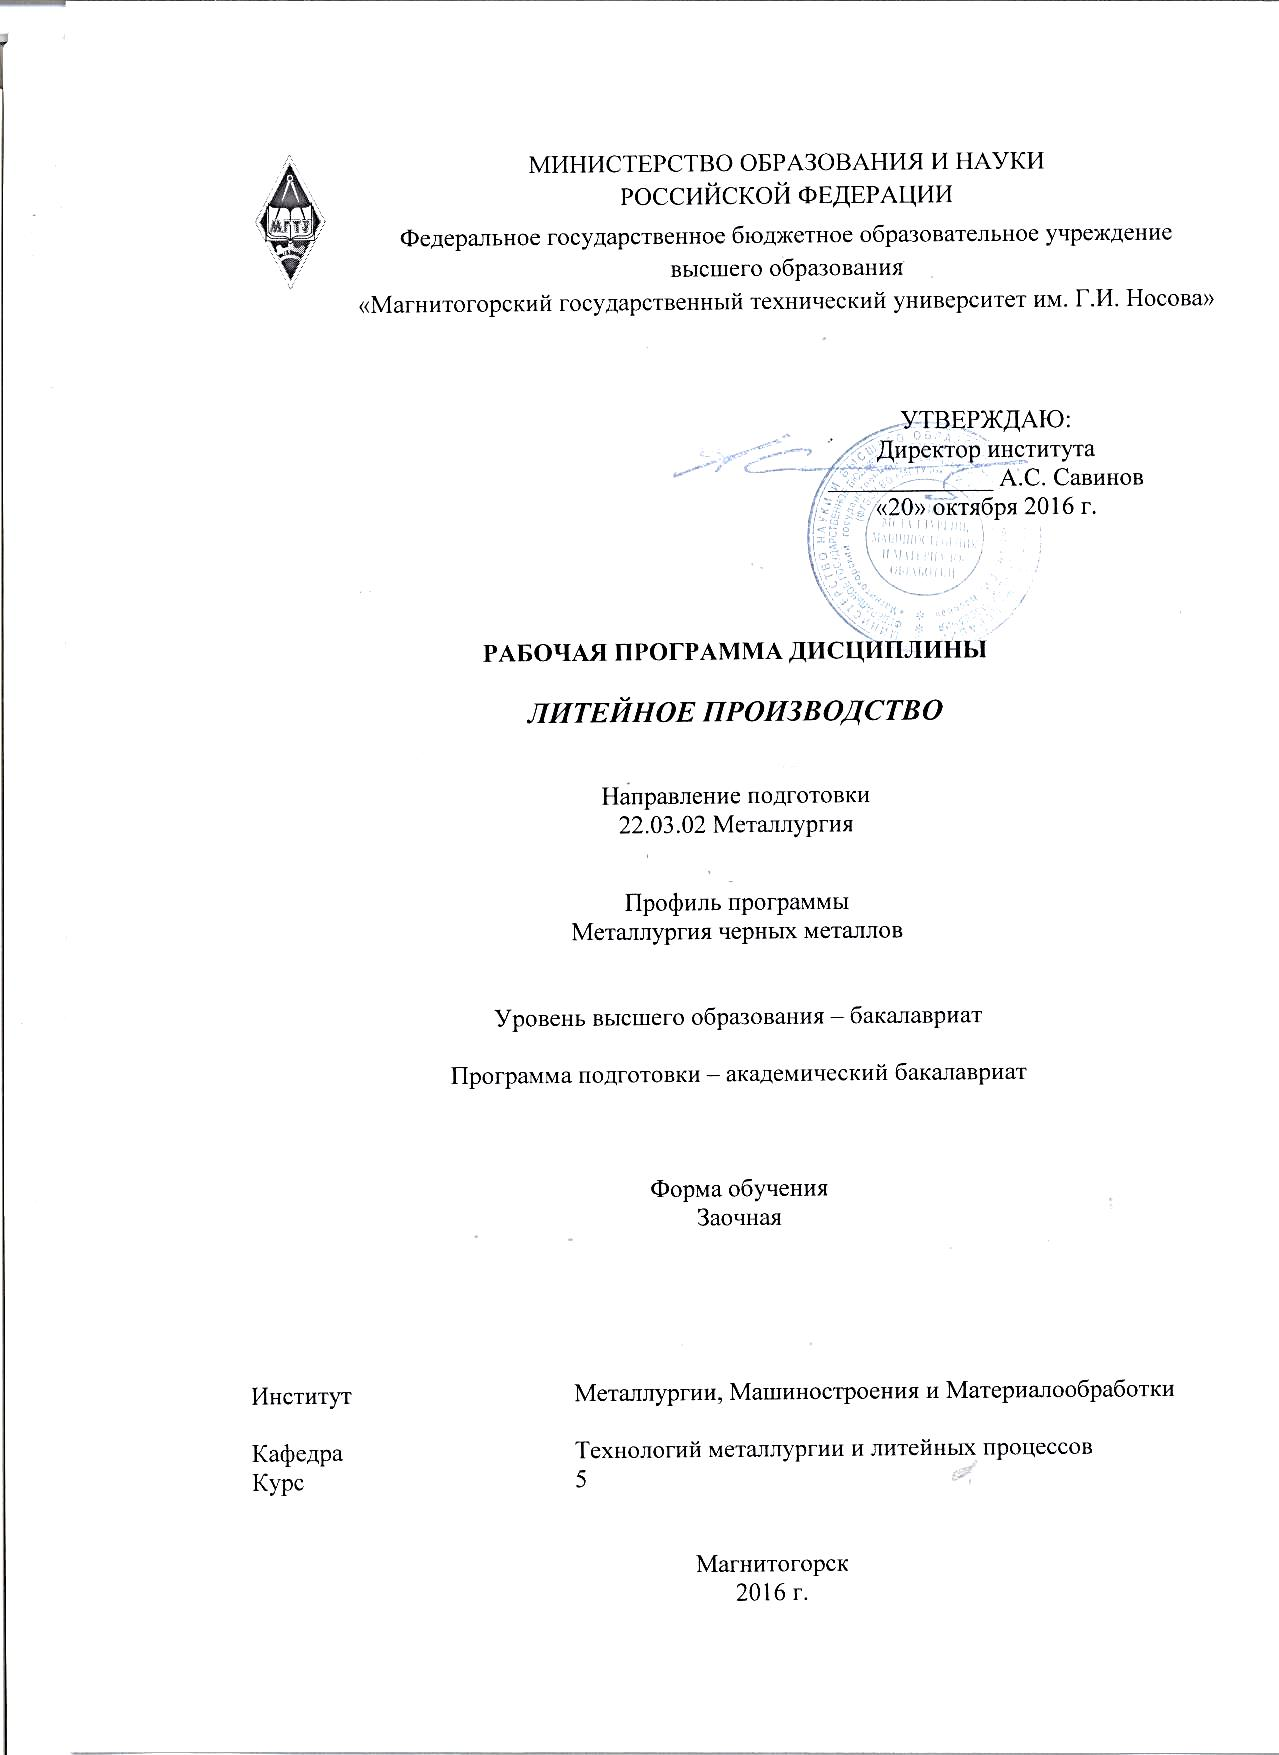 МИНИСТЕРСТВО ОБРАЗОВАНИЯ И НАУКИ
РОССИЙСКОЙ ФЕДЕРАЦИИ
Федеральное государственное бюджетное образовательное учреждение
высшего образования
«Магнитогорский государственный технический университет им. Г.И. Носова»
МГТУ
УТВЕРЖДАЮ:
Директор института
_____________ А.С. Савинов
«20» октября 2016 г.
РАБОЧАЯ ПРОГРАММА ДИСЦИПЛИНЫ
ЛИТЕЙНОЕ ПРОИЗВОДСТВО
Направление подготовки
22.03.02 Металлургия
Профиль программы
Металлургия черных металлов
Уровень высшего образования – бакалавриат
Программа подготовки – академический бакалавриат
Форма обучения
Заочная
Институт Металлургии, Машиностроения и Материалообработки
Кафедра Технологий металлургии и литейных процессов
Курс 5
Магнитогорск
2016 г.